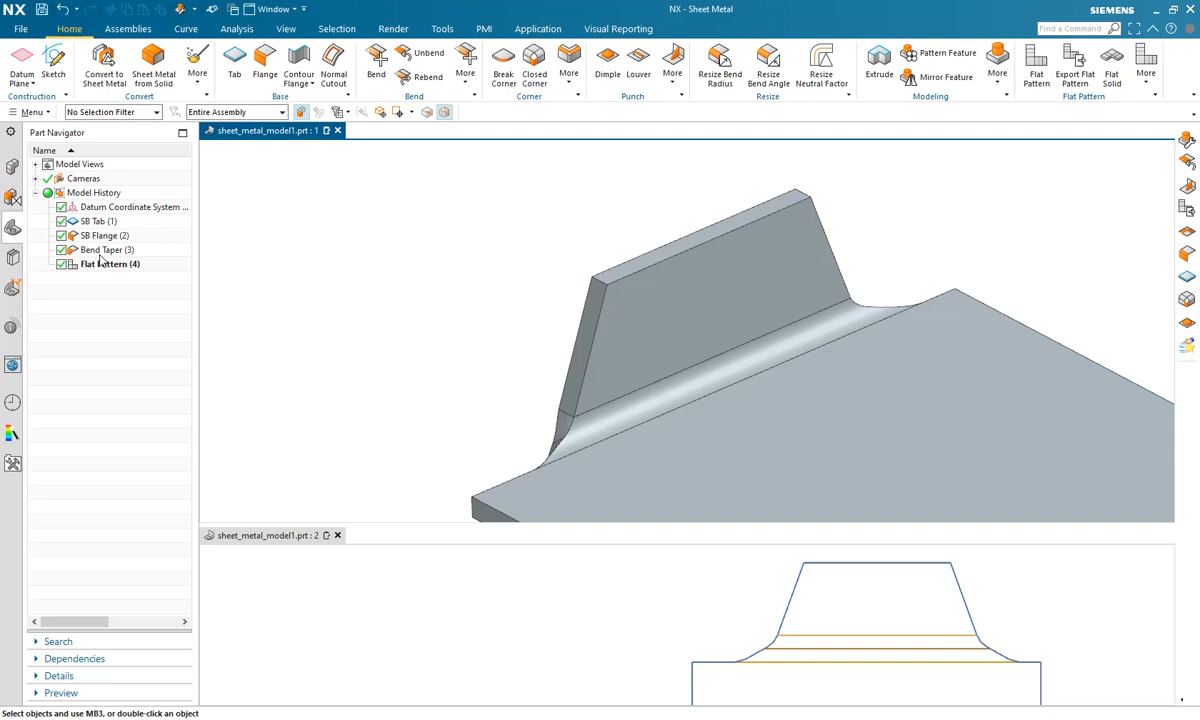 NX
Window
NX - Sheet Metal
SIEMENS
File
Home
Assemblies
Curve
Analysis
View
Selection
Render
Tools
PMI
Application
Visual Reporting
Find a Command
Datum Plane
Sketch
Convert to Sheet Metal
Sheet Metal from Solid
More
Tab
Flange
Contour Flange
Normal Cutout
Bend
Unbend
Rebend
More
Break Corner
Closed Corner
More
Dimple
Louver
More
Resize Bend Radius
Resize Bend Angle
Resize Neutral Factor
Extrude
Pattern Feature
Mirror Feature
More
Flat Pattern
Export Flat Pattern
Flat Solid
More
Construction
Convert
Base
Bend
Corner
Punch
Resize
Modeling
Flat Pattern
Menu
No Selection Filter
Entire Assembly
Part Navigator
sheet_metal_model1.prt : 1
Name
Model Views
Cameras
Model History
Datum Coordinate System ...
SB Tab (1)
SB Flange (2)
Bend Taper (3)
Flat Pattern (4)
sheet_metal_model1.prt : 2
Search
Dependencies
Details
Preview
Select objects and use MB3, or double-click an object